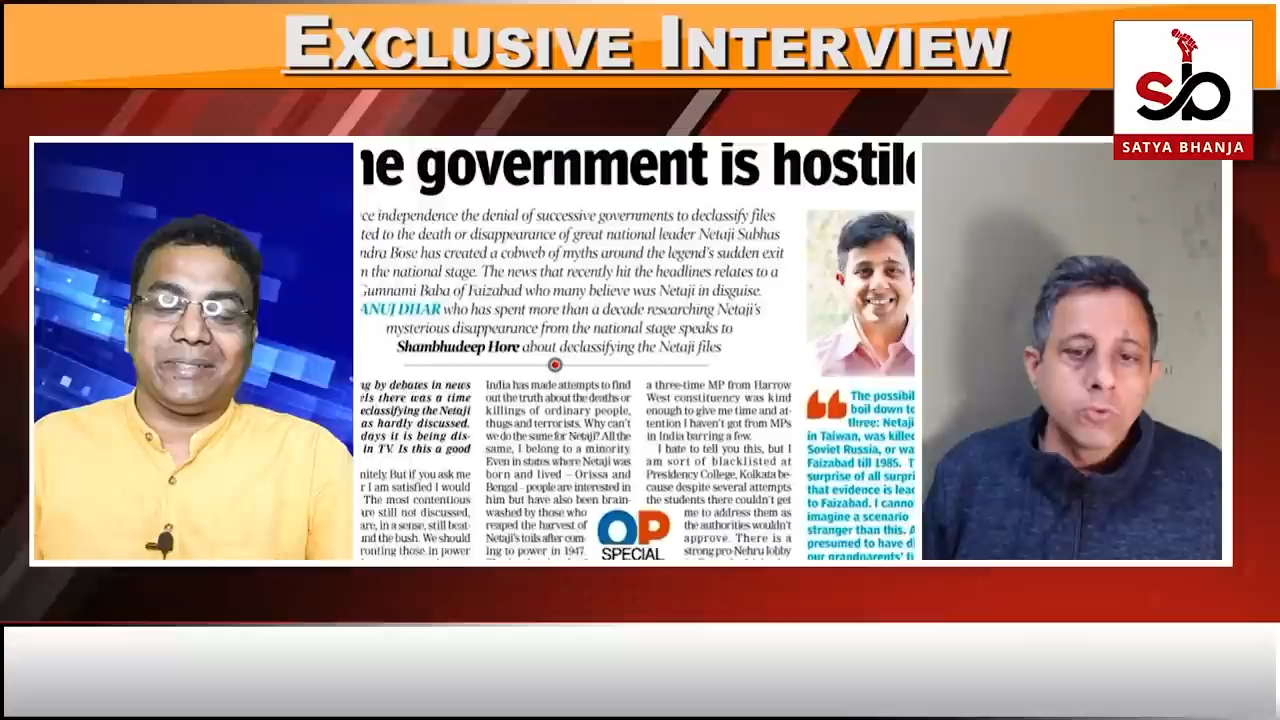 EXCLUSIVE INTERVIEW
sb
SATYA BHANJA
he government is hostile
ce independence the denial of successive governments to declassify files
ted to the death or disappearance of great national leader Netaji Subhas
ndra Bose has created a cobweb of myths around the legend's sudden exit
m the national stage. The news that recently hit the headlines relates to a
Gumnami Baba of Faizabad who many believe was Netaji in disguise.
ANUJ DHAR who has spent more than a decade researching Netaji's
mysterious disappearance from the national stage speaks to
Shambhudeep Hore about declassifying the Netaji files
ng by debates in news
els there was a time
eclassifying the Netaji
as hardly discussed.
days it is being dis-
in TV. Is this a good
nitely. But if you ask me
r I am satisfied I would
The most contentious
are still not discussed,
are, in a sense, still beat-
und the bush. We should
ronting those in power
India has made attempts to find
out the truth about the deaths or
killings of ordinary people,
thugs and terrorists. Why can't
we do the same for Netaji? All the
same, I belong to a minority.
Even in states where Netaji was
born and lived – Orissa and
Bengal – people are interested in
him but have also been brain-
washed by those who
reaped the harvest of
Netaji's toils after com-
ing to power in 1947.
a three-time MP from Harrow
West constituency was kind
enough to give me time and at-
tention I haven't got from MPs
in India barring a few.
I hate to tell you this, but I
am sort of blacklisted at
Presidency College, Kolkata be-
cause despite several attempts
the students there couldn't get
me to address them as
the authorities wouldn't
approve. There is a
strong pro-Nehru lobby
OP
SPECIAL
The possibil
boil down to
three: Netaji
in Taiwan, was killed
Soviet Russia, or wa
Faizabad till 1985. T
surprise of all surpri
that evidence is lead
to Faizabad. I canno
imagine a scenario
stranger than this. A
presumed to have di
our grandparents' ti